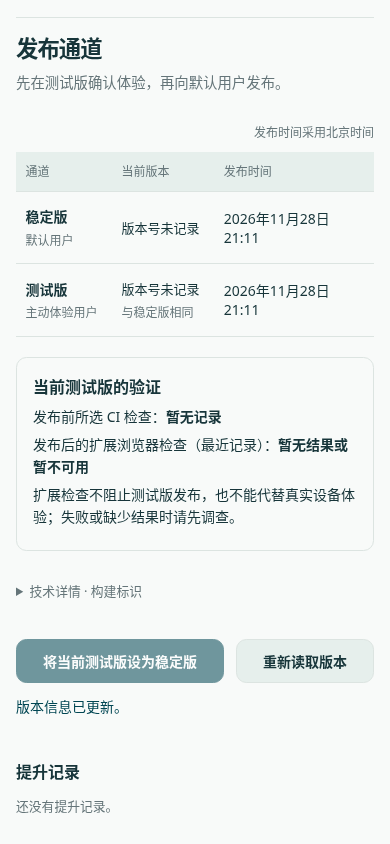 发布通道
先在测试版确认体验，再向默认用户发布。
发布时间采用北京时间
通道 当前版本 发布时间
稳定版
默认用户
版本号未记录
2026年11月28日
21:11
测试版
主动体验用户
版本号未记录
与稳定版相同
2026年11月28日
21:11
当前测试版的验证
发布前所选 CI 检查：暂无记录
发布后的扩展浏览器检查（最近记录）：暂无结果或
暂不可用
扩展检查不阻止测试版发布，也不能代替真实设备体
验；失败或缺少结果时请先调查。
技术详情 · 构建标识
将当前测试版设为稳定版 重新读取版本
版本信息已更新。
提升记录
还没有提升记录。